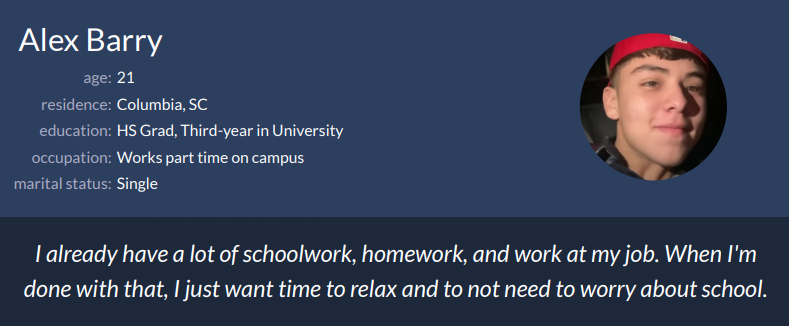 Alex Barry
age: 21
residence: Columbia, SC
education: HS Grad, Third-year in University
occupation: Works part time on campus
marital status: Single
I already have a lot of schoolwork, homework, and work at my job. When I'm
done with that, I just want time to relax and to not need to worry about school.